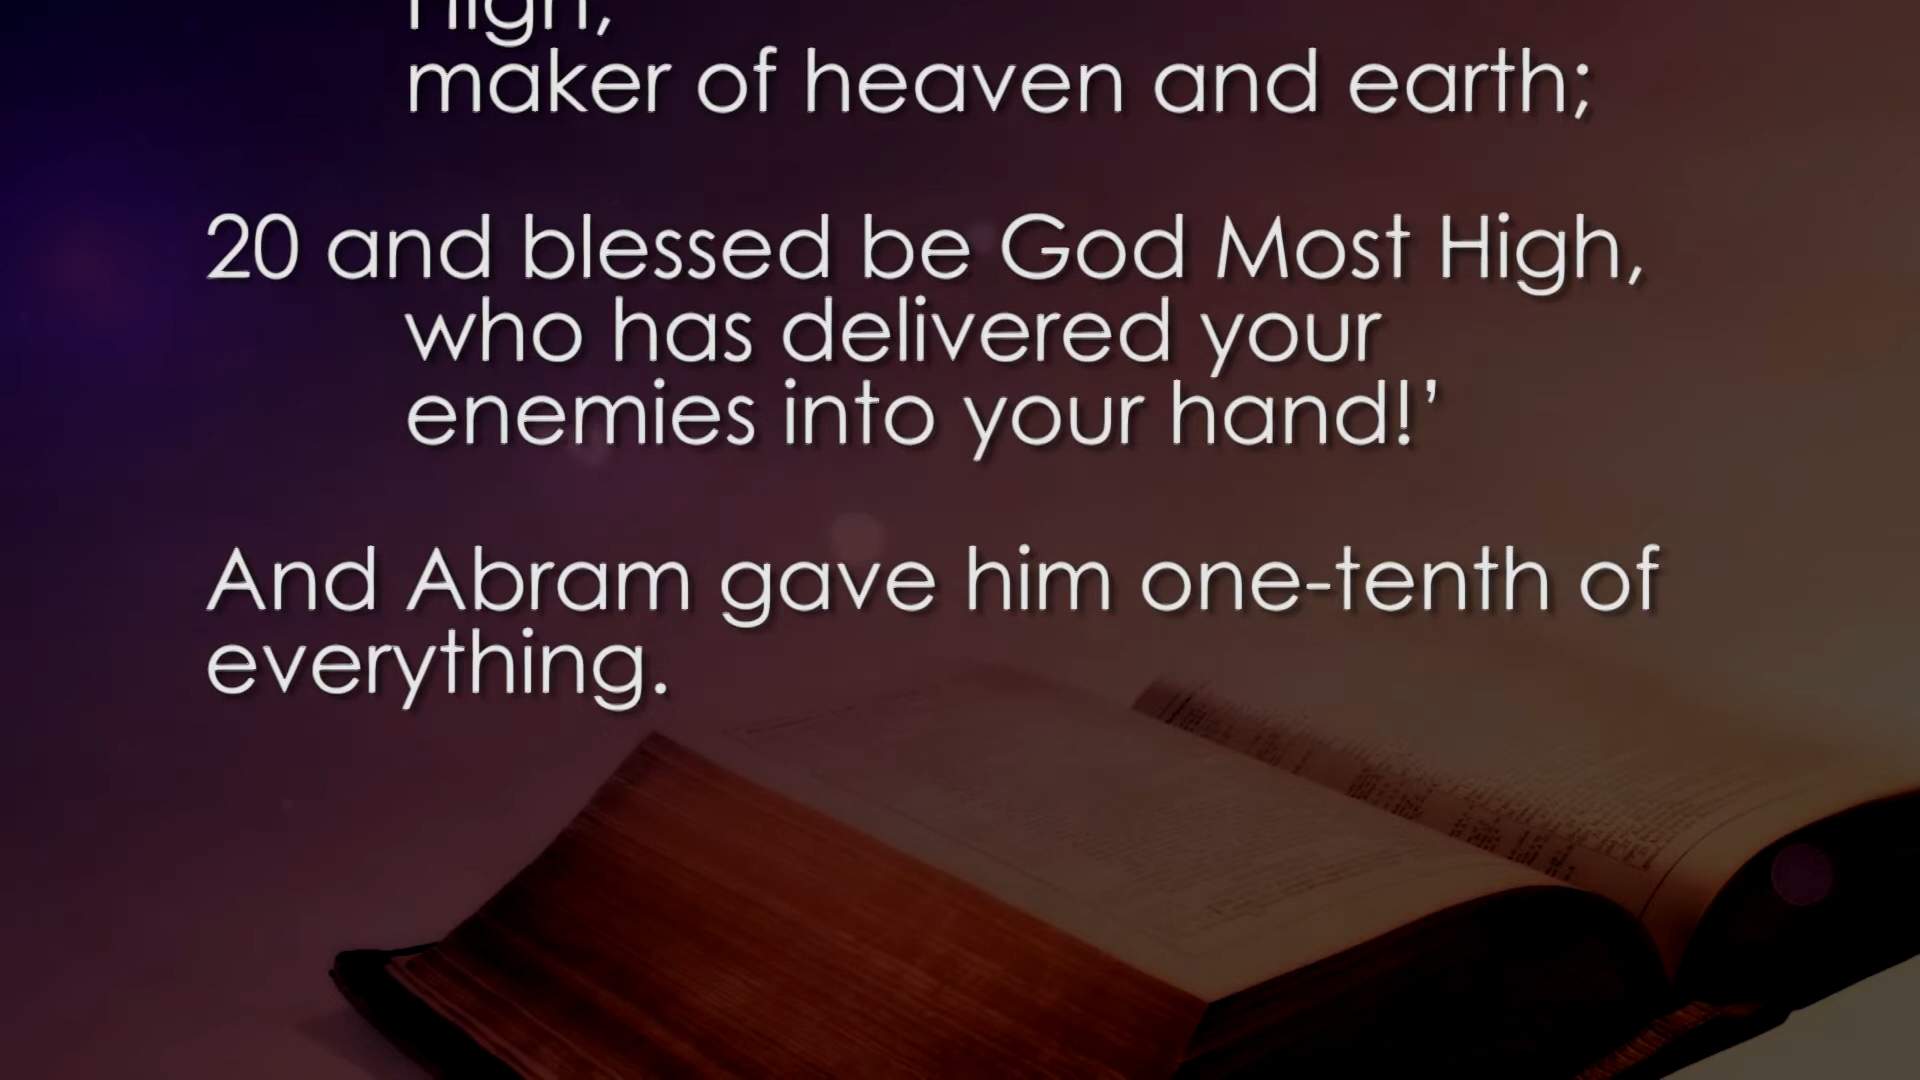 High,
maker of heaven and earth;
20 and blessed be God Most High,
who has delivered your
enemies into your hand!’
And Abram gave him one-tenth of
everything.